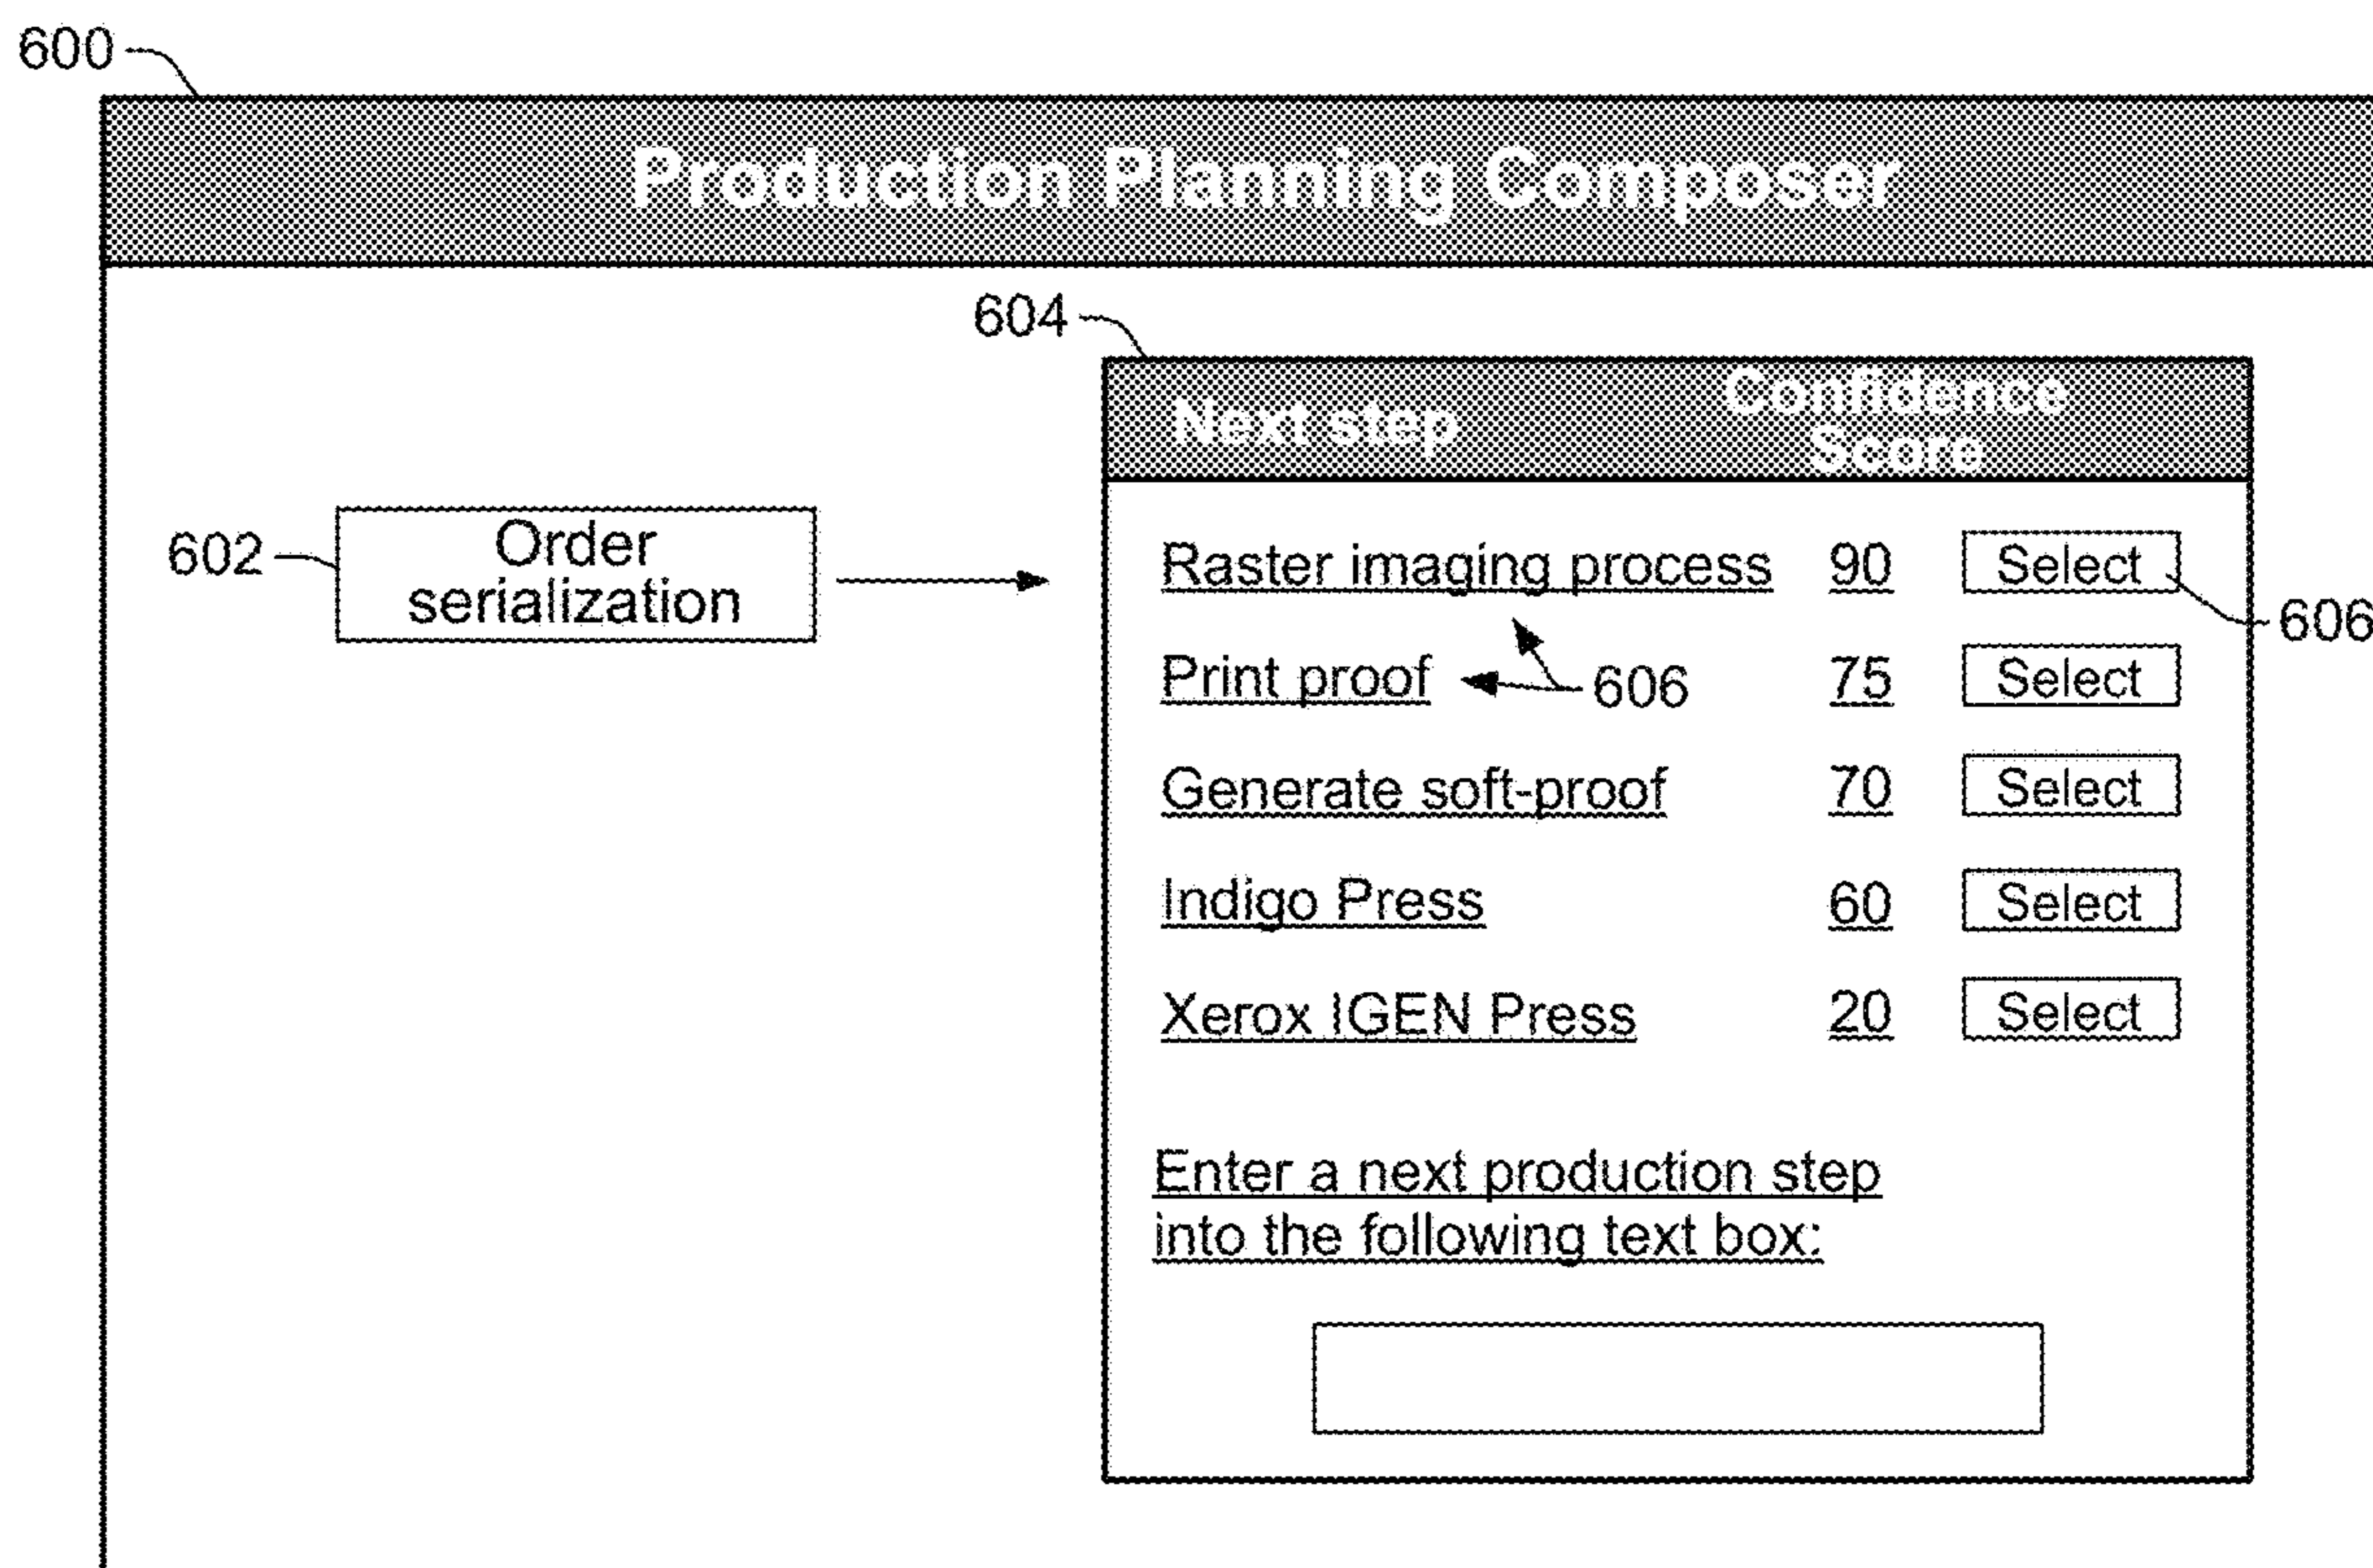 600
Production Planning Composer
604
Next step
Confidence
Score
602
Order
serialization
Raster imaging process 90 Select
606
Print proof 606 75 Select
Generate soft-proof 70 Select
Indigo Press 60 Select
Xerox IGEN Press 20 Select
Enter a next production step
into the following text box: